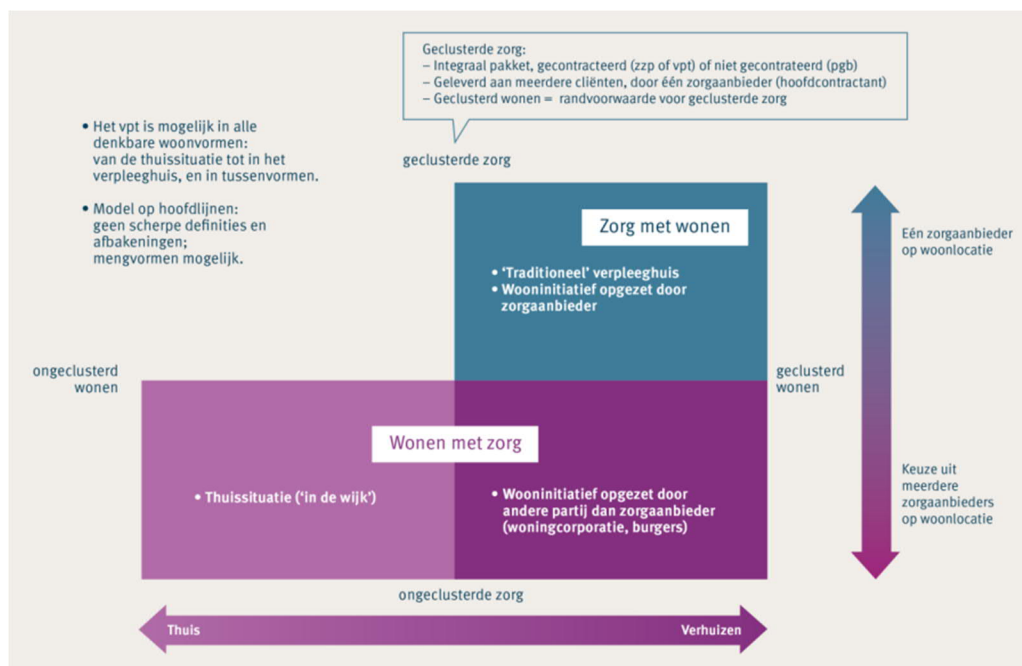 Geclusterde zorg:
– Integraal pakket, gecontracteerd (zzp of vpt) of niet gecontrateerd (pgb)
– Geleverd aan meerdere cliënten, door één zorgaanbieder (hoofdcontractant)
– Geclusterd wonen = randvoorwaarde voor geclusterde zorg
• Het vpt is mogelijk in alle
denkbare woonvormen:
van de thuissituatie tot in het
verpleeghuis, en in tussenvormen.
• Model op hoofdlijnen:
geen scherpe definities en
afbakeningen;
mengvormen mogelijk.
geclusterde zorg
Zorg met wonen
• ‘Traditioneel’ verpleeghuis
• Wooninitiatief opgezet door
zorgaanbieder
Eén zorgaanbieder
op woonlocatie
ongeclusterd
wonen
geclusterd
wonen
Wonen met zorg
• Thuissituatie (‘in de wijk’)
• Wooninitiatief opgezet door
andere partij dan zorgaanbieder
(woningcorporatie, burgers)
Keuze uit
meerdere
zorgaanbieders
op woonlocatie
ongeclusterde zorg
Thuis
Verhuizen